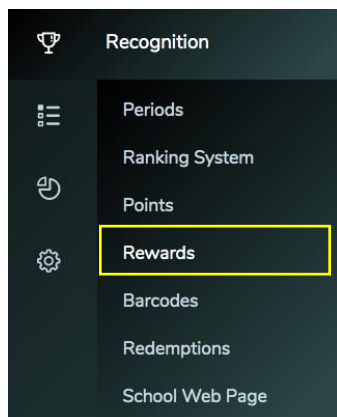 Recognition
Periods
Ranking System
Points
Rewards
Barcodes
Redemptions
School Web Page